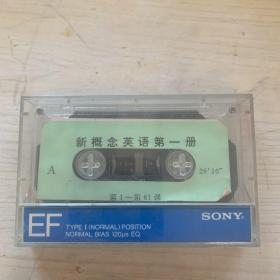 新概念英语第一册
A
29'10"
第1—第61课
EF
TYPE I (NORMAL) POSITION
NORMAL BIAS 120μs EQ
SONY